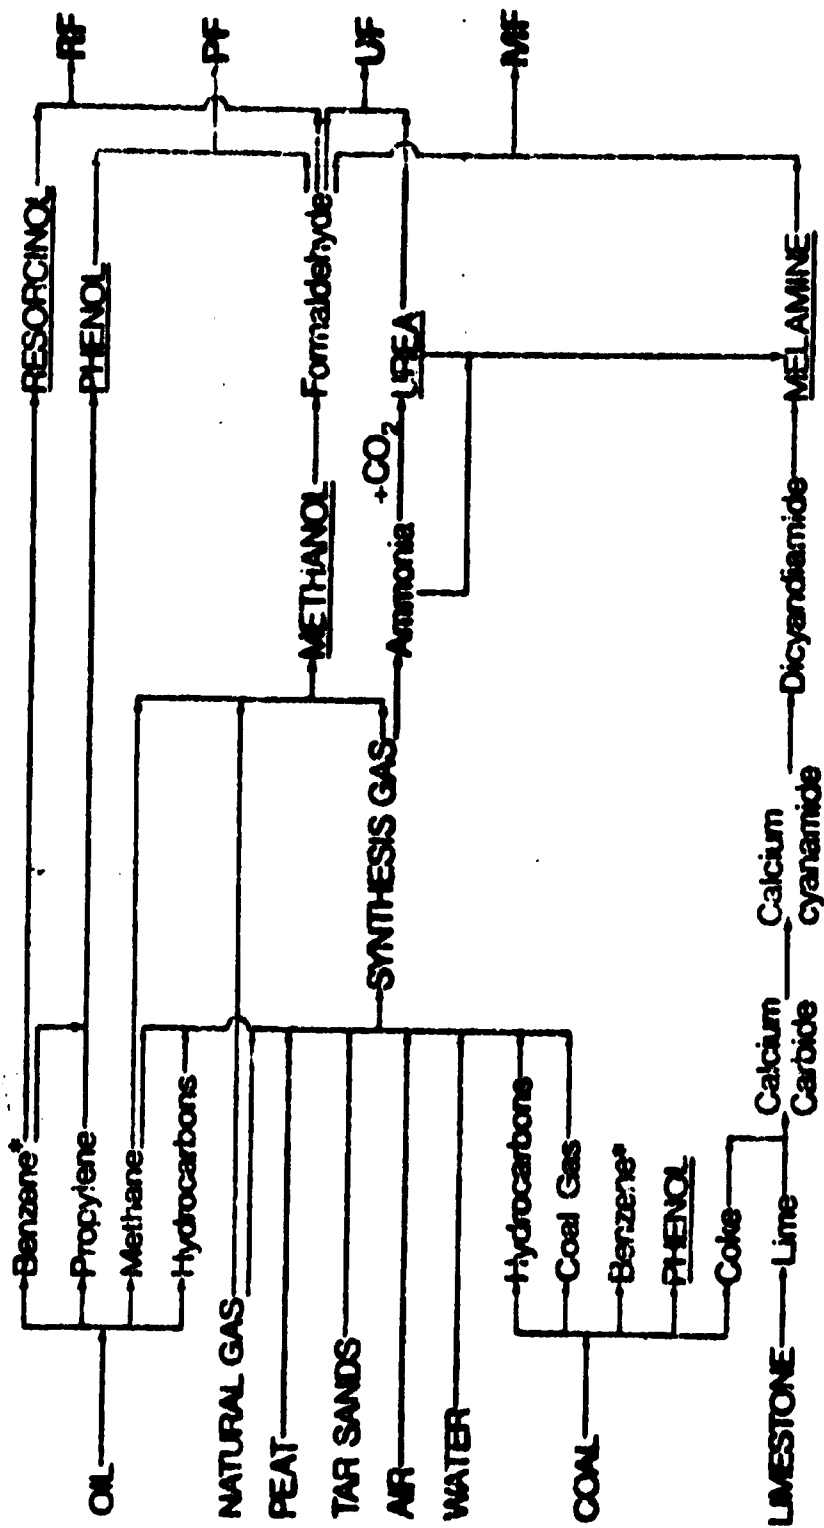 OIL
NATURAL GAS
PEAT
TAR SANDS
AIR
WATER
COAL
LIMESTONE
Benzene*
Propylene
Methane
Hydrocarbons
Hydrocarbons
Coal Gas
Benzene*
PHENOL
Coke
Lime
Calcium
Carbide
SYNTHESIS GAS
Calcium
cyanamide
METHANOL
Ammonia
+CO₂
Dicyandiamide
RESORCINOL
PHENOL
Formaldehyde
UREA
MELAMINE
RF
PF
UF
MF